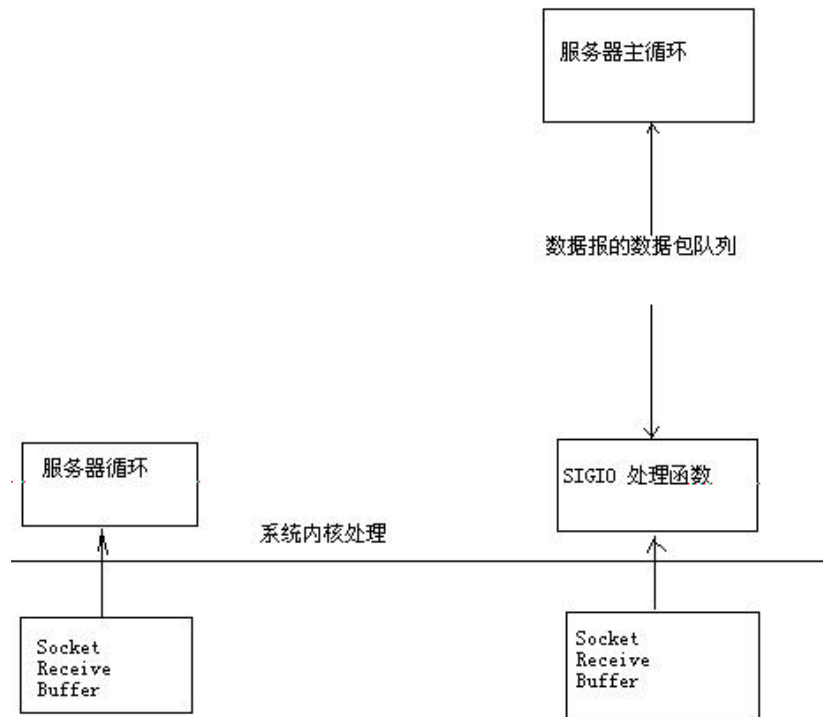 服务器主循环
数据报的数据包队列
服务器循环
SIGIO 处理函数
系统内核处理
Socket
Receive
Buffer
Socket
Receive
Buffer